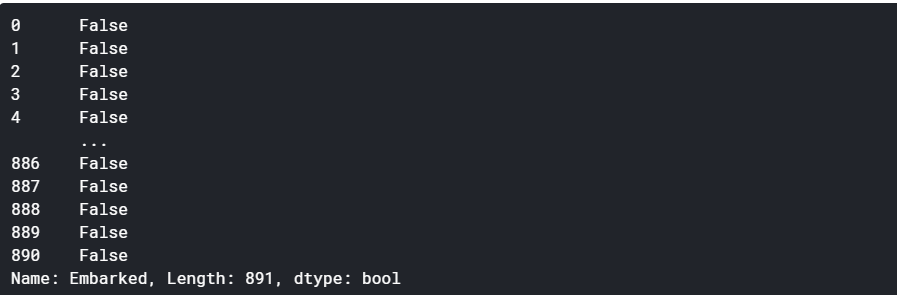 0      False
1      False
2      False
3      False
4      False
       ...
886    False
887    False
888    False
889    False
890    False
Name: Embarked, Length: 891, dtype: bool